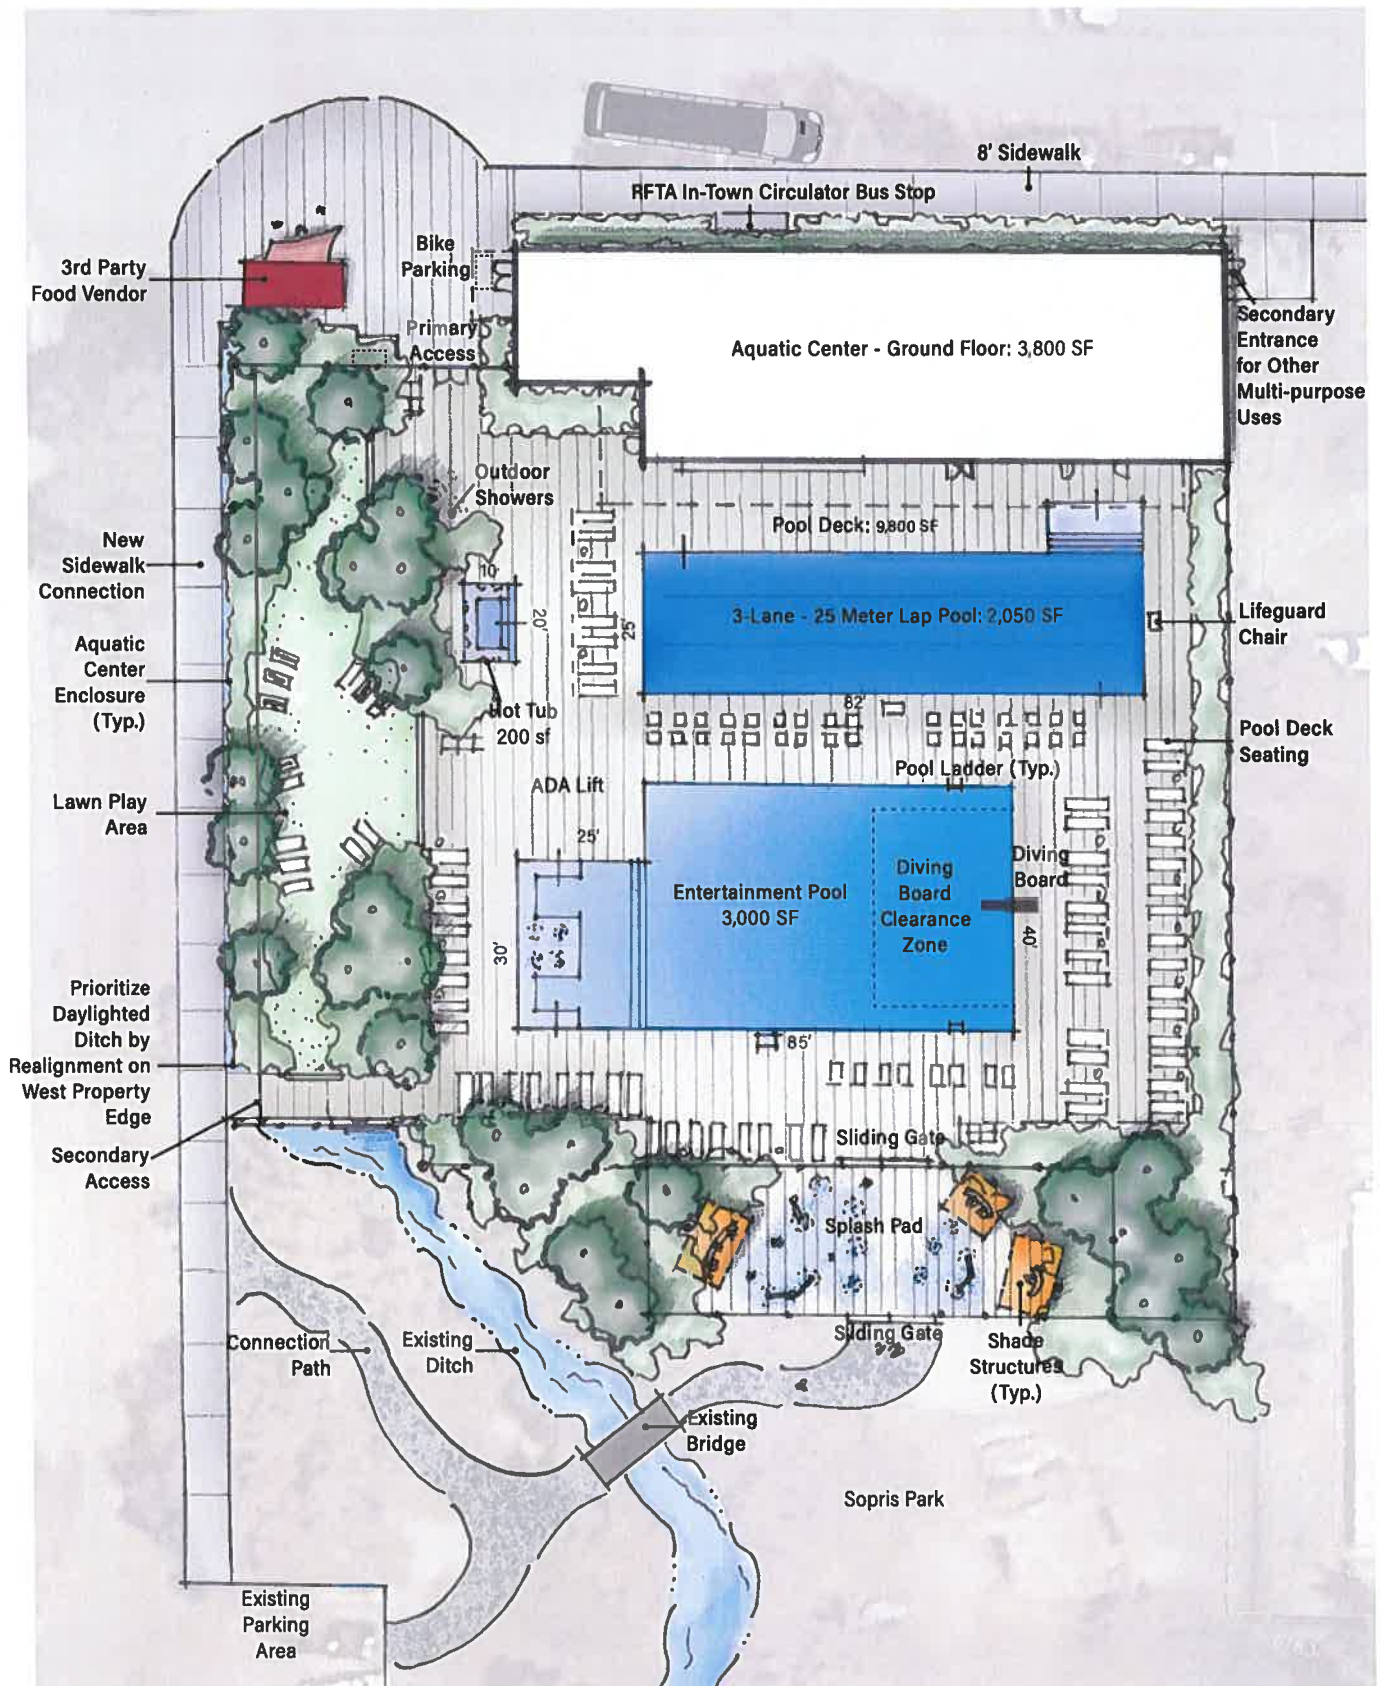 8' Sidewalk
RFTA In-Town Circulator Bus Stop
Bike
Parking
3rd Party
Food Vendor
Primary
Access
Aquatic Center - Ground Floor: 3,800 SF
Secondary
Entrance
for Other
Multi-purpose
Uses
Outdoor
Showers
Pool Deck: 9,800 SF
New
Sidewalk
Connection
10'
20'
25'
3-Lane - 25 Meter Lap Pool: 2,050 SF
Lifeguard
Chair
Aquatic
Center
Enclosure
(Typ.)
Hot Tub
200 sf
82'
Pool Deck
Seating
Pool Ladder (Typ.)
ADA Lift
Lawn Play
Area
25'
Diving
Board
Entertainment Pool
3,000 SF
Diving
Board
Clearance
Zone
30'
40'
Prioritize
Daylighted
Ditch by
Realignment on
West Property
Edge
85'
Secondary
Access
Sliding Gate
Splash Pad
Connection
Path
Existing
Ditch
Sliding Gate
Shade
Structures
(Typ.)
Existing
Bridge
Sopris Park
Existing
Parking
Area